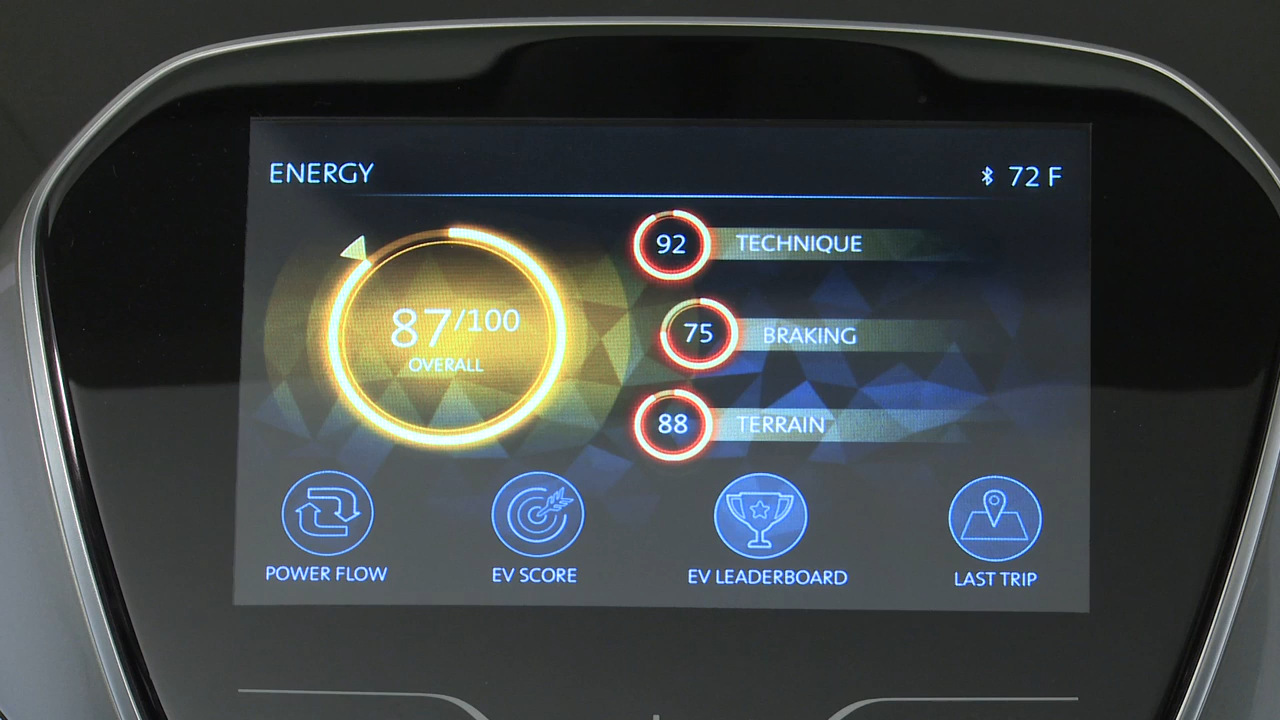 ENERGY
72 F
87/100
OVERALL
92 TECHNIQUE
75 BRAKING
88 TERRAIN
POWER FLOW
EV SCORE
EV LEADERBOARD
LAST TRIP